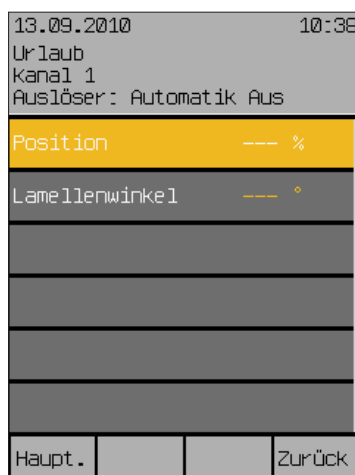 13.09.2010 10:38
Urlaub
Kanal 1
Auslöser: Automatik Aus
Position --- %
Lamellenwinkel --- °
Haupt. Zurück